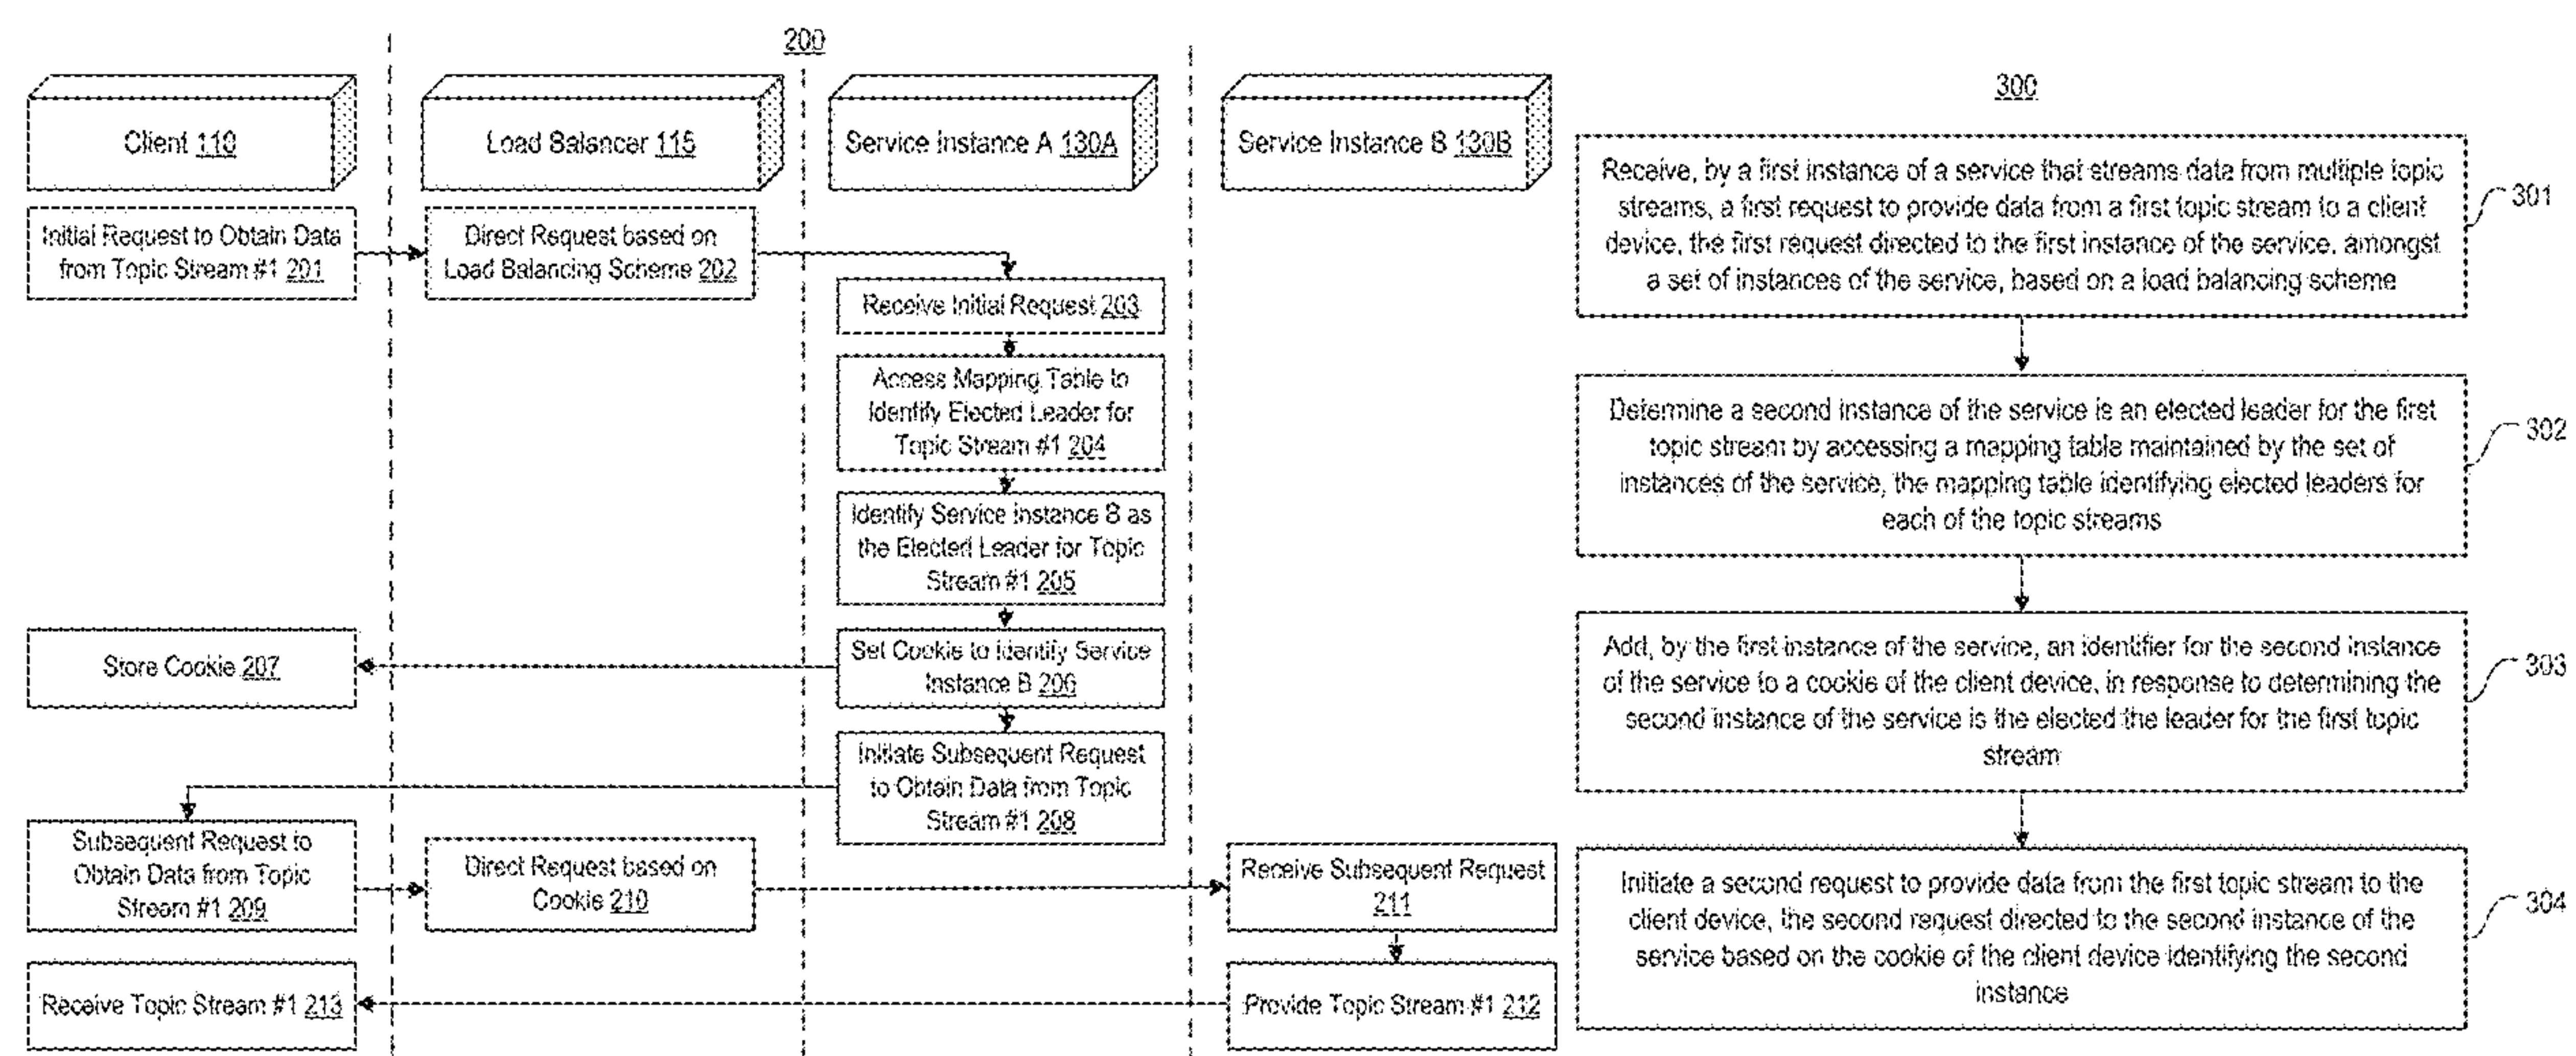 200
Client 110
Load Balancer 115
Service Instance A 130A
Service Instance B 130B
Initial Request to Obtain Data
from Topic Stream #1 201
Direct Request based on
Load Balancing Scheme 202
Receive Initial Request 203
Access Mapping Table to
Identify Elected Leader for
Topic Stream #1 204
Identify Service Instance B as
the Elected Leader for Topic
Stream #1 205
Set Cookie to Identify Service
Instance B 206
Store Cookie 207
Initiate Subsequent Request
to Obtain Data from Topic
Stream #1 208
Subsequent Request to
Obtain Data from Topic
Stream #1 209
Direct Request based on
Cookie 210
Receive Subsequent Request
211
Provide Topic Stream #1 212
Receive Topic Stream #1 213
300
Receive, by a first instance of a service that streams data from multiple topic
streams, a first request to provide data from a first topic stream to a client
device, the first request directed to the first instance of the service, amongst
a set of instances of the service, based on a load balancing scheme
301
Determine a second instance of the service is an elected leader for the first
topic stream by accessing a mapping table maintained by the set of
instances of the service, the mapping table identifying elected leaders for
each of the topic streams
302
Add, by the first instance of the service, an identifier for the second instance
of the service to a cookie of the client device, in response to determining the
second instance of the service is the elected the leader for the first topic
stream
303
Initiate a second request to provide data from the first topic stream to the
client device, the second request directed to the second instance of the
service based on the cookie of the client device identifying the second
instance
304